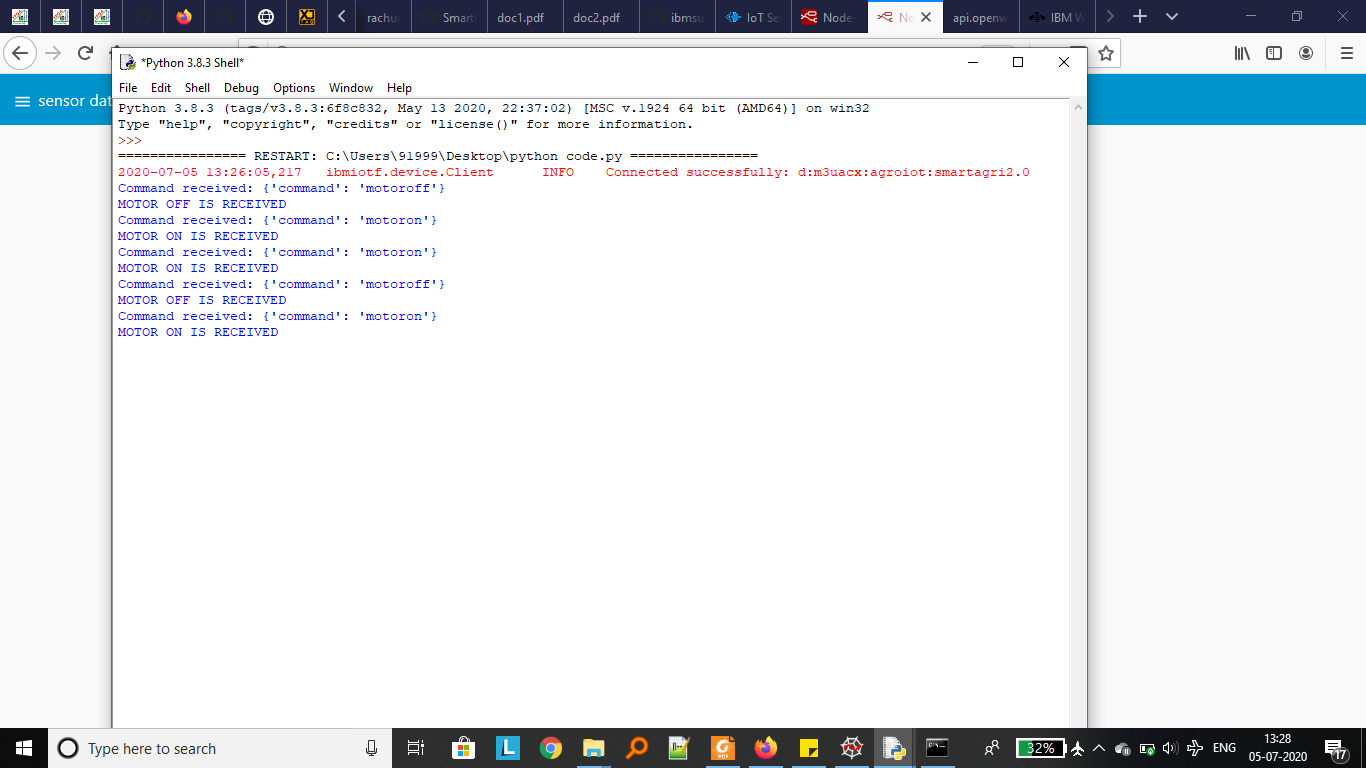 rachur
Smart
doc1.pdf
doc2.pdf
ibmsu
IoT Se
Node-
No
api.openw
IBM W
sensor dat
*Python 3.8.3 Shell*
File Edit Shell Debug Options Window Help
Python 3.8.3 (tags/v3.8.3:6f8c832, May 13 2020, 22:37:02) [MSC v.1924 64 bit (AMD64)] on win32
Type "help", "copyright", "credits" or "license()" for more information.
>>>
================ RESTART: C:\Users\91999\Desktop\python code.py ================
2020-07-05 13:26:05,217   ibmiotf.device.Client      INFO    Connected successfully: d:m3uacx:agroiot:smartagri2.0
Command received: {'command': 'motoroff'}
MOTOR OFF IS RECEIVED
Command received: {'command': 'motoron'}
MOTOR ON IS RECEIVED
Command received: {'command': 'motoron'}
MOTOR ON IS RECEIVED
Command received: {'command': 'motoroff'}
MOTOR OFF IS RECEIVED
Command received: {'command': 'motoron'}
MOTOR ON IS RECEIVED
Type here to search
32%
ENG
13:28
05-07-2020
17